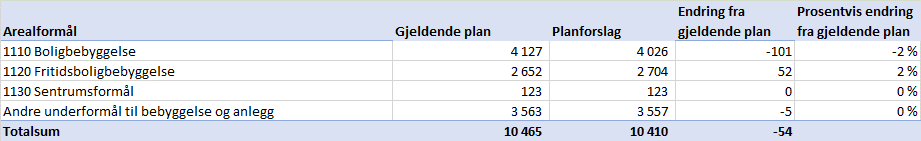 Arealformål Gjeldende plan Planforslag Endring fra gjeldende plan Prosentvis endring fra gjeldende plan
1110 Boligbebyggelse 4 127 4 026 -101 -2 %
1120 Fritidsboligbebyggelse 2 652 2 704 52 2 %
1130 Sentrumsformål 123 123 0 0 %
Andre underformål til bebyggelse og anlegg 3 563 3 557 -5 0 %
Totalsum 10 465 10 410 -54